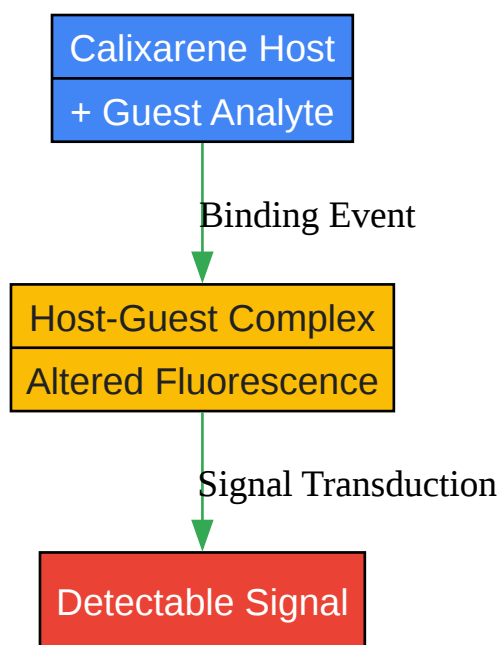 Calixarene Host
+ Guest Analyte
Binding Event
Host-Guest Complex
Altered Fluorescence
Signal Transduction
Detectable Signal